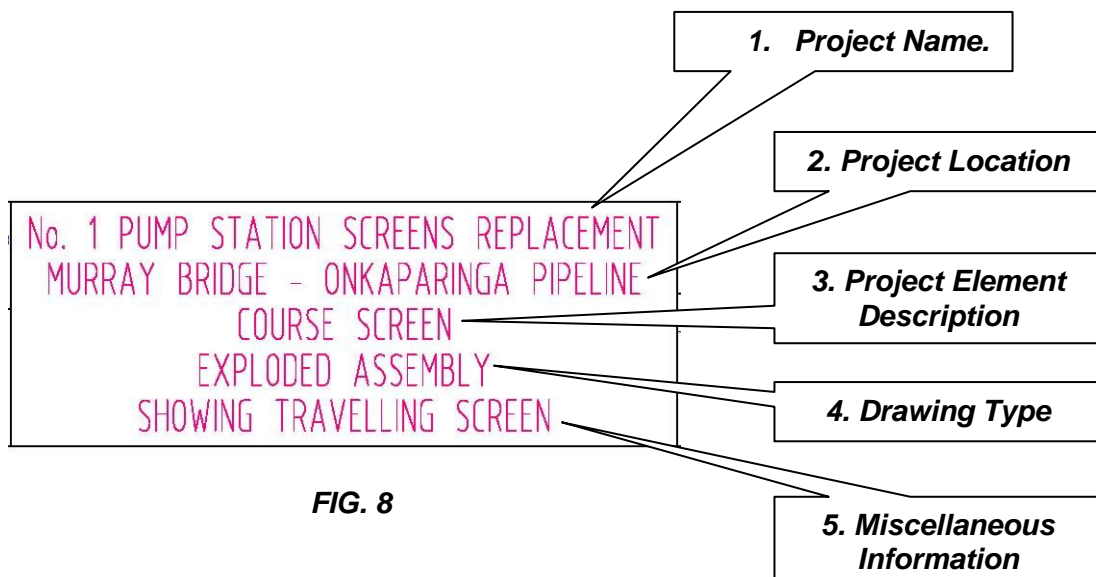 1. Project Name.
2. Project Location
No. 1 PUMP STATION SCREENS REPLACEMENT
MURRAY BRIDGE - ONKAPARINGA PIPELINE
COURSE SCREEN
EXPLODED ASSEMBLY
SHOWING TRAVELLING SCREEN
3. Project Element
Description
4. Drawing Type
FIG. 8
5. Miscellaneous
Information